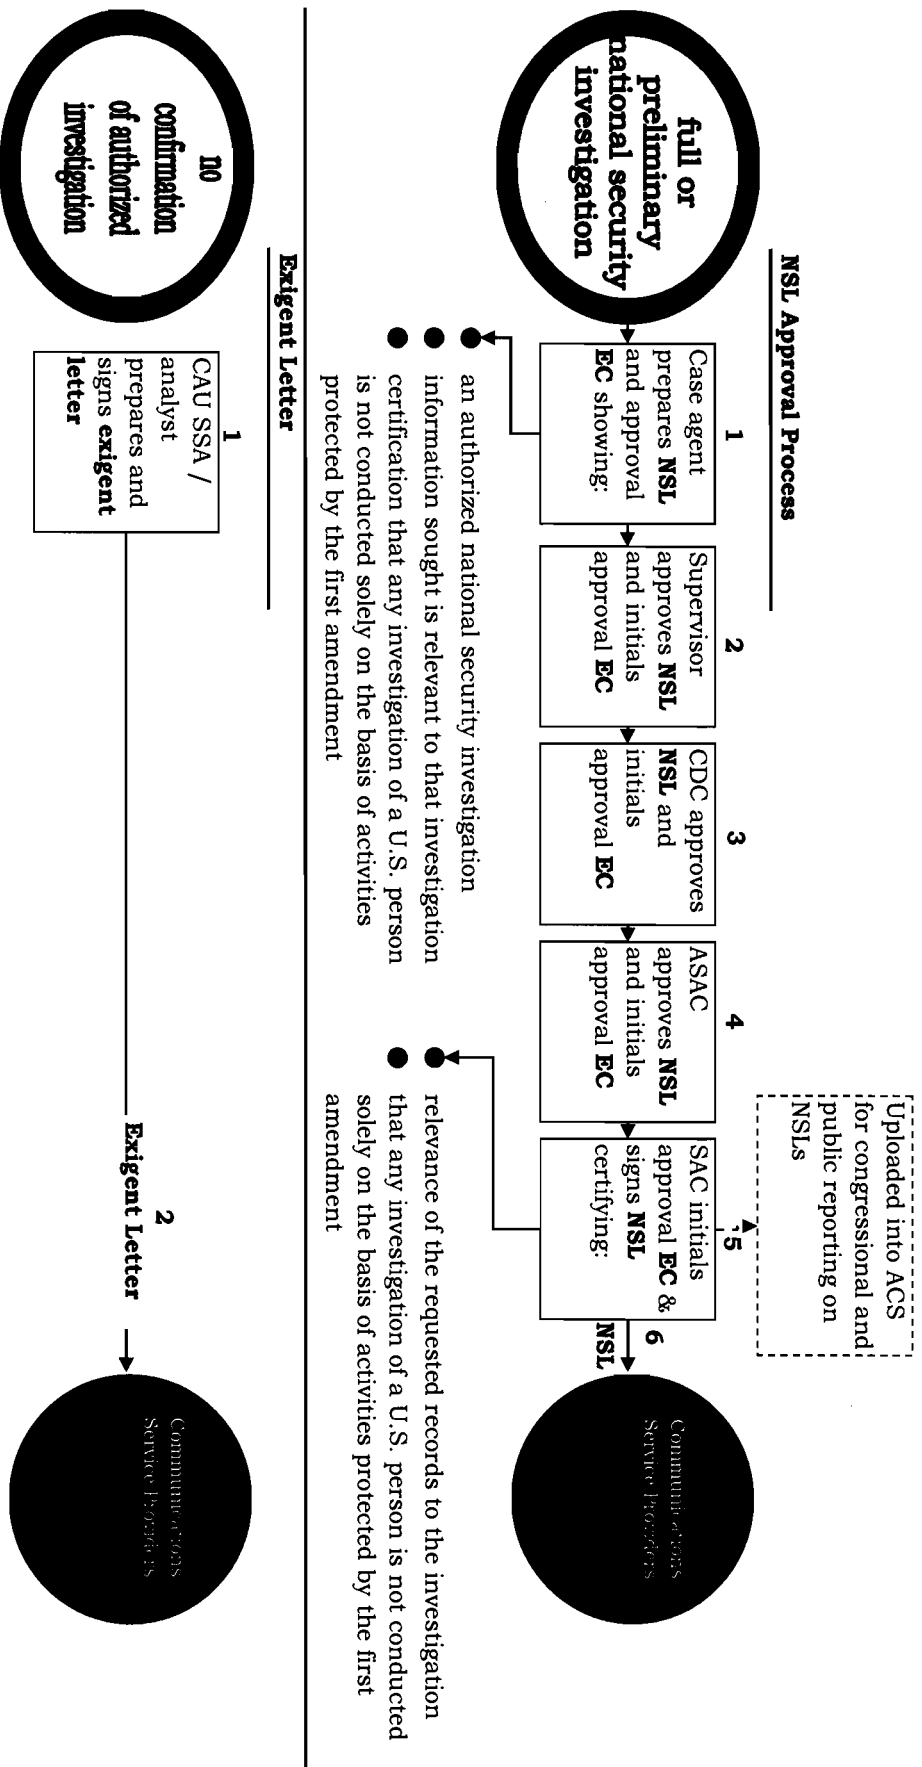 NSL Approval Process
full or
preliminary
national security
investigation
1
Case agent
prepares NSL
and approval
EC showing:
2
Supervisor
approves NSL
and initials
approval EC
3
CDC approves
NSL and
initials
approval EC
4
ASAC
approves NSL
and initials
approval EC
5
SAC initials
approval EC &
signs NSL
certifying:
Uploaded into ACS
for congressional and
public reporting on
NSLs
6
NSL
Communications
Service Providers
● an authorized national security investigation
● information sought is relevant to that investigation
● certification that any investigation of a U.S. person
is not conducted solely on the basis of activities
protected by the first amendment
● relevance of the requested records to the investigation
● that any investigation of a U.S. person is not conducted
solely on the basis of activities protected by the first
amendment
Exigent Letter
no
confirmation
of authorized
investigation
1
CAU SSA /
analyst
prepares and
signs exigent
letter
2
Exigent Letter
Communications
Service Providers